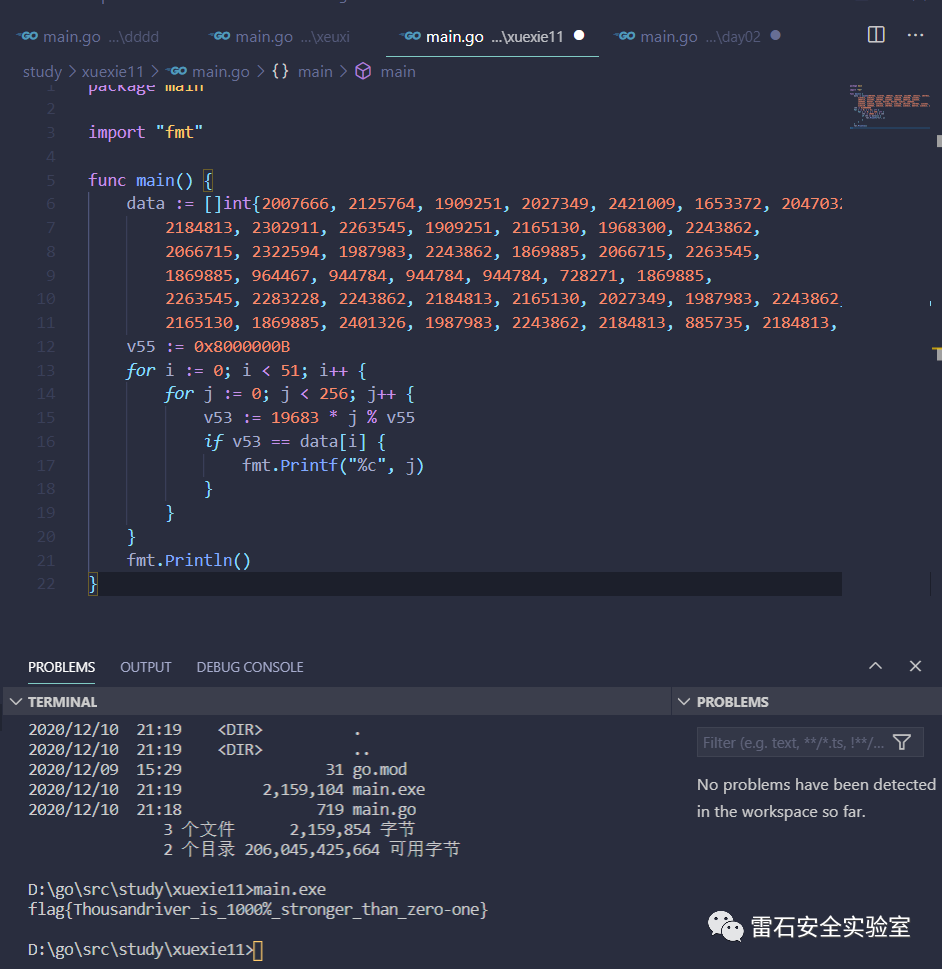 main.go ...\dddd main.go ...\xeuxi main.go ...\xuexie11 main.go ...\day02
study > xuexie11 > main.go > {} main > main
1 package main
2
3 import "fmt"
4
5 func main() {
6 data := []int{2007666, 2125764, 1909251, 2027349, 2421009, 1653372, 204703
7 2184813, 2302911, 2263545, 1909251, 2165130, 1968300, 2243862,
8 2066715, 2322594, 1987983, 2243862, 1869885, 2066715, 2263545,
9 1869885, 964467, 944784, 944784, 944784, 728271, 1869885,
10 2263545, 2283228, 2243862, 2184813, 2165130, 2027349, 1987983, 2243862,
11 2165130, 1869885, 2401326, 1987983, 2243862, 2184813, 885735, 2184813,
12 v55 := 0x8000000B
13 for i := 0; i < 51; i++ {
14 for j := 0; j < 256; j++ {
15 v53 := 19683 * j % v55
16 if v53 == data[i] {
17 fmt.Printf("%c", j)
18 }
19 }
20 }
21 fmt.Println()
22 }
PROBLEMS OUTPUT DEBUG CONSOLE
TERMINAL
2020/12/10 21:19 <DIR> .
2020/12/10 21:19 <DIR> ..
2020/12/09 15:29 31 go.mod
2020/12/10 21:19 2,159,104 main.exe
2020/12/10 21:18 719 main.go
3 个文件 2,159,854 字节
2 个目录 206,045,425,664 可用字节
D:\go\src\study\xuexie11>main.exe
flag{Thousandriver_is_1000%_stronger_than_zero-one}
D:\go\src\study\xuexie11>
PROBLEMS
Filter (e.g. text, **/*.ts, !**/...
No problems have been detected
in the workspace so far.
雷石安全实验室